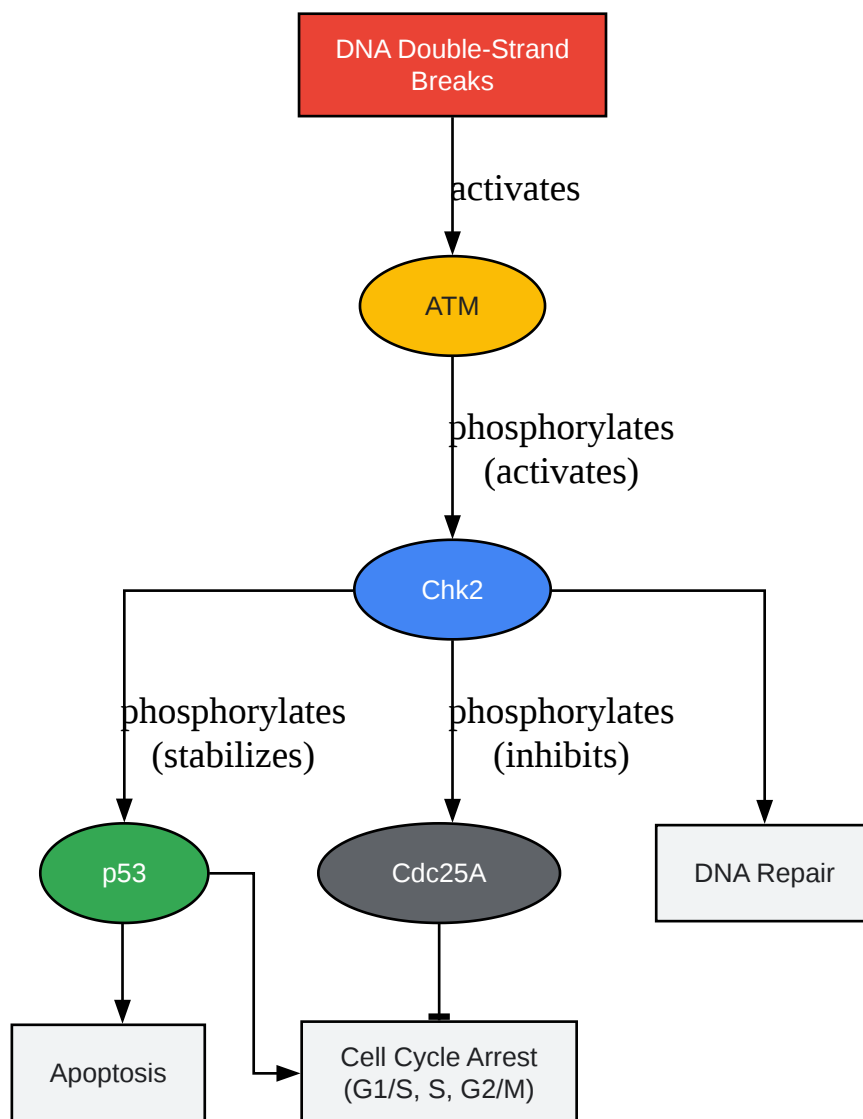 DNA Double-Strand
Breaks
activates
ATM
phosphorylates
(activates)
Chk2
phosphorylates
(stabilizes)
phosphorylates
(inhibits)
p53
Cdc25A
DNA Repair
Apoptosis
Cell Cycle Arrest
(G1/S, S, G2/M)